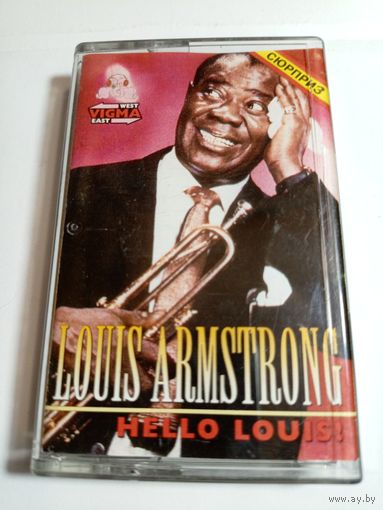 WEST
VIGMA
EAST
СЮРПРИЗ
LOUIS ARMSTRONG
HELLO LOUIS!
www.ay.by